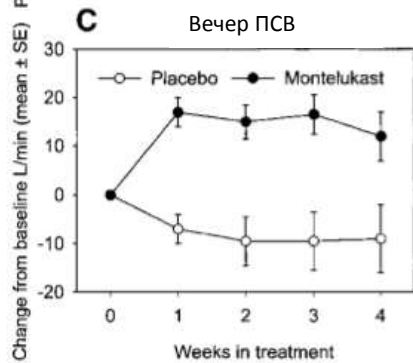 C
Вечер ПСВ
Change from baseline L/min (mean ± SE)
30
Placebo
Montelukast
20
10
0
-10
-20
0 1 2 3 4
Weeks in treatment